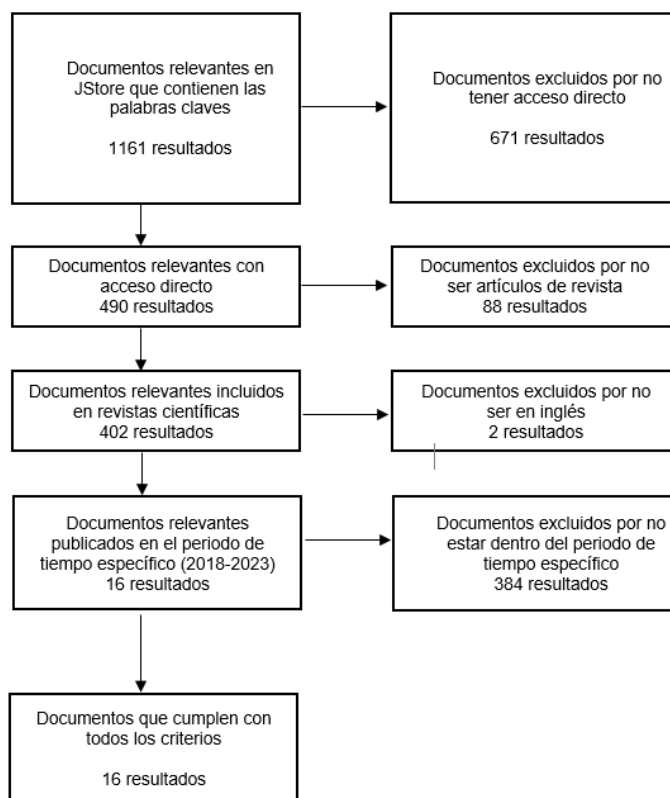 Documentos relevantes en
JStore que contienen las
palabras claves
1161 resultados
Documentos excluidos por no
tener acceso directo
671 resultados
Documentos relevantes con
acceso directo
490 resultados
Documentos excluidos por no
ser artículos de revista
88 resultados
Documentos relevantes incluidos
en revistas científicas
402 resultados
Documentos excluidos por no
ser en inglés
2 resultados
Documentos relevantes
publicados en el periodo de
tiempo específico (2018-2023)
16 resultados
Documentos excluidos por no
estar dentro del periodo de
tiempo específico
384 resultados
Documentos que cumplen con
todos los criterios
16 resultados